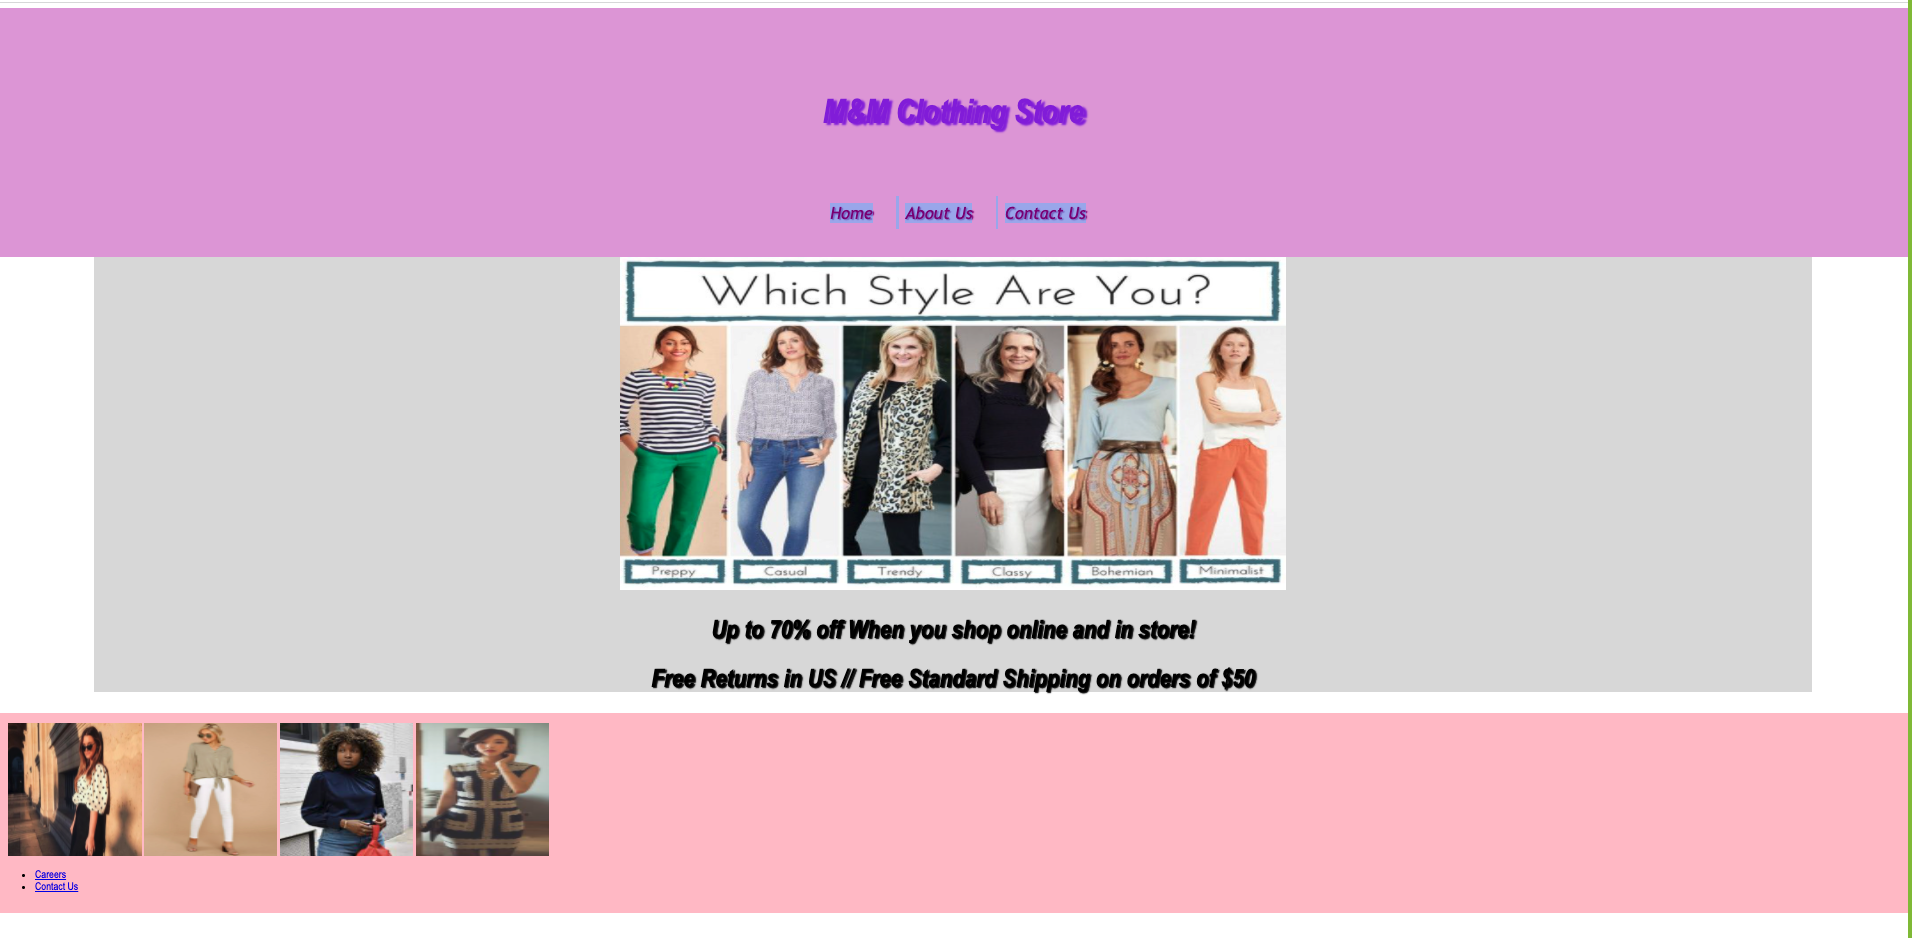 M&M Clothing Store
Home About Us Contact Us
Which Style Are You?
Preppy Casual Trendy Classy Bohemian Minimalist
Up to 70% off When you shop online and in store!
Free Returns in US // Free Standard Shipping on orders of $50
Careers
Contact Us